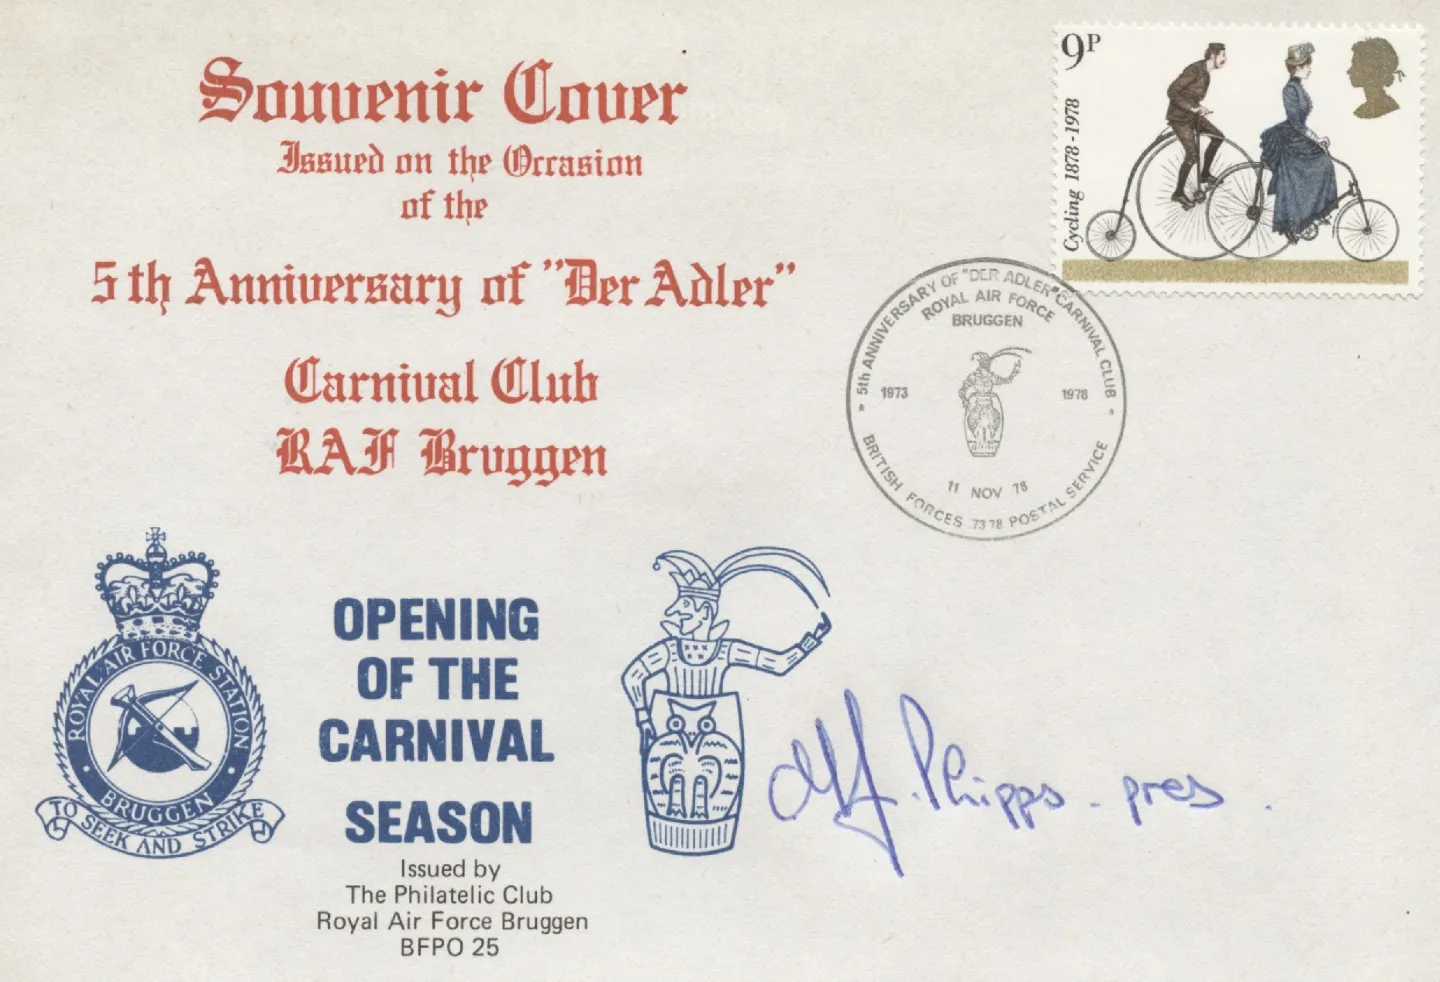 Souvenir Cover
Issued on the Occasion
of the
5th Anniversary of "Der Adler"
Carnival Club
RAF Bruggen
9P
Cycling 1878-1978
5th ANNIVERSARY OF "DER ADLER" CARNIVAL CLUB
ROYAL AIR FORCE
BRUGGEN
1973 1978
11 NOV 78
BRITISH FORCES 7378 POSTAL SERVICE
ROYAL AIR FORCE STATION
BRUGGEN
TO SEEK AND STRIKE
OPENING
OF THE
CARNIVAL
SEASON
Issued by
The Philatelic Club
Royal Air Force Bruggen
BFPO 25
Alf. Phipps - pres.